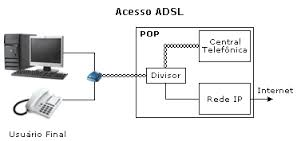 Acesso ADSL
POP
Central
Telefônica
Divisor
Rede IP
Internet
Usuário Final